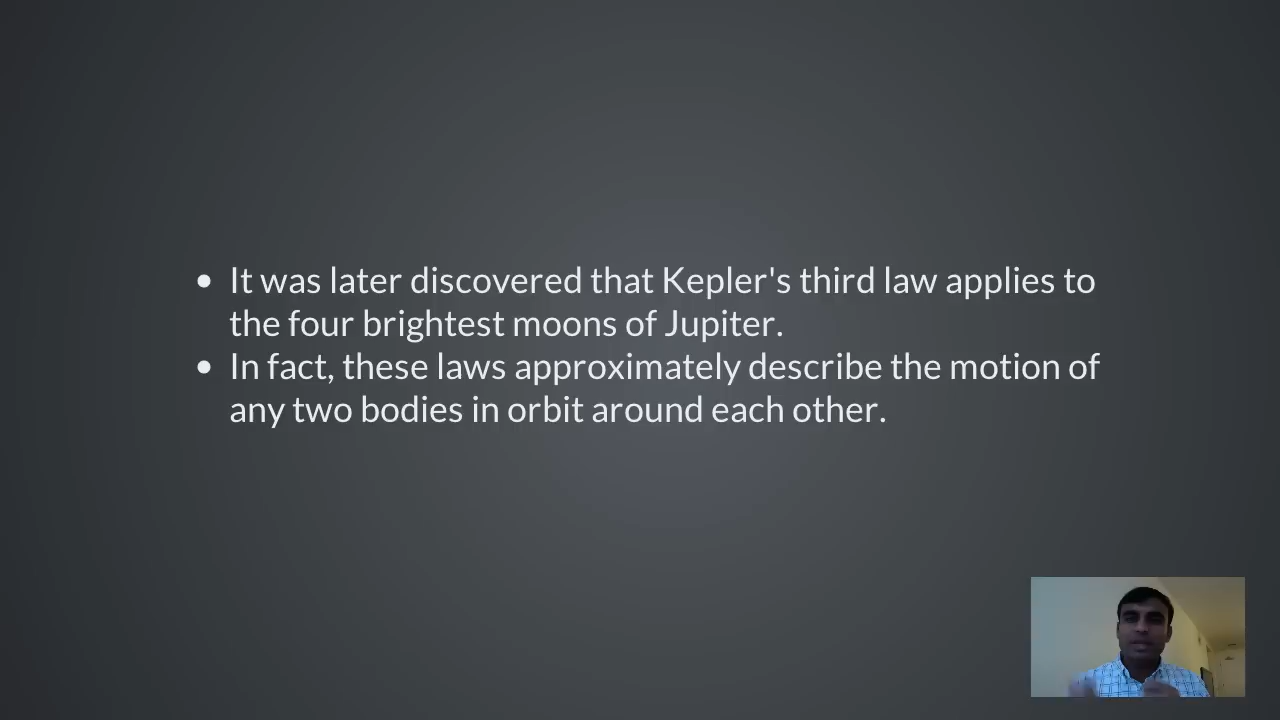 • It was later discovered that Kepler's third law applies to
the four brightest moons of Jupiter.
• In fact, these laws approximately describe the motion of
any two bodies in orbit around each other.